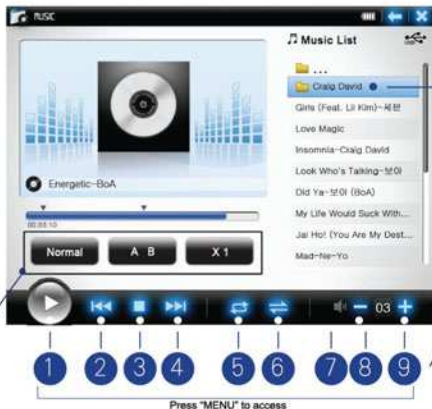 MUSIC
Music List
...
Craig David
Girls (Feat. Lil Kim)-세븐
Love Magic
Insomnia-Craig David
Look Who's Talking-보아
Did Ya-보아 (BoA)
My Life Would Suck With...
Jai Ho! (You Are My Dest...
Mad-Ne-Yo
Energetic-BoA
00:03:10
Normal
A B
X 1
03
1 2 3 4 5 6 7 8 9
Press "MENU" to access